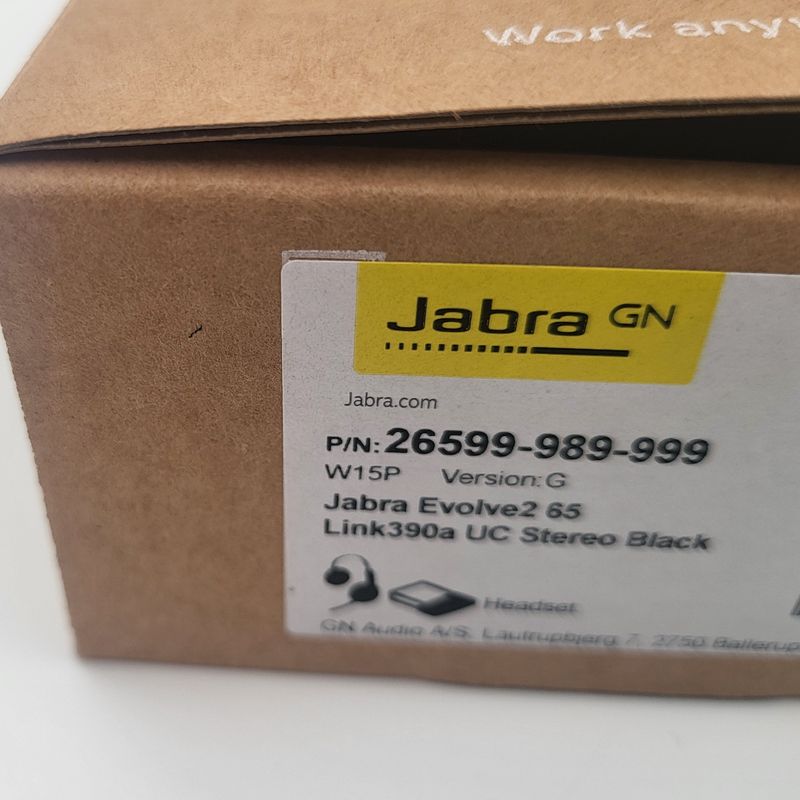 Work any
Jabra GN
Jabra.com
P/N: 26599-989-999
W15P Version: G
Jabra Evolve2 65
Link390a UC Stereo Black
Headset
GN Audio A/S, Lautrupbjerg 7, 2750 Ballerup